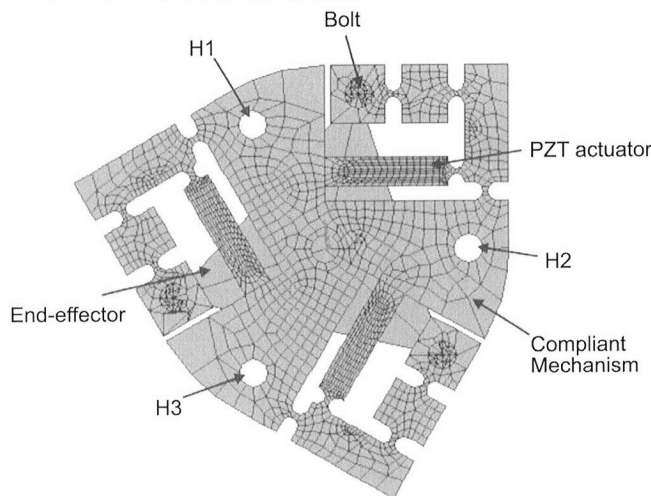 Bolt
H1
PZT actuator
H2
End-effector
Compliant
Mechanism
H3